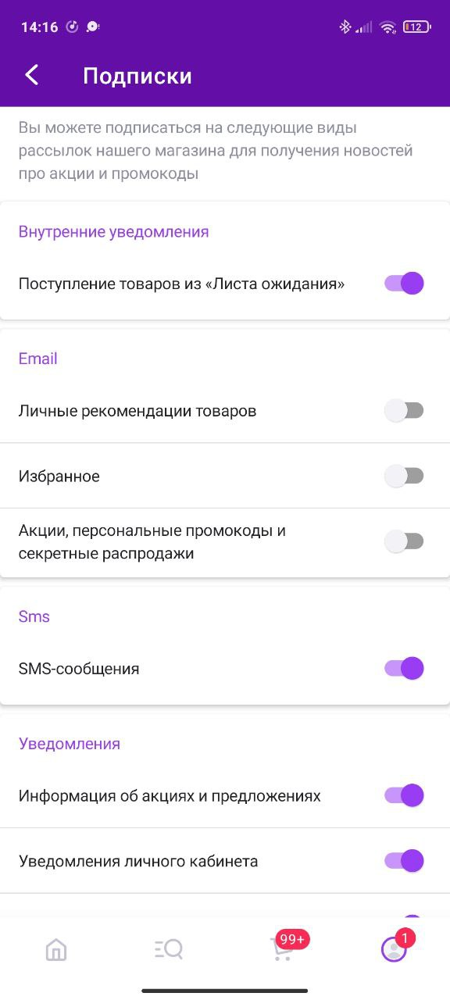 14:16
12
Подписки
Вы можете подписаться на следующие виды
рассылок нашего магазина для получения новостей
про акции и промокоды
Внутренние уведомления
Поступление товаров из «Листа ожидания»
Email
Личные рекомендации товаров
Избранное
Акции, персональные промокоды и
секретные распродажи
Sms
SMS-сообщения
Уведомления
Информация об акциях и предложениях
Уведомления личного кабинета
99+
1